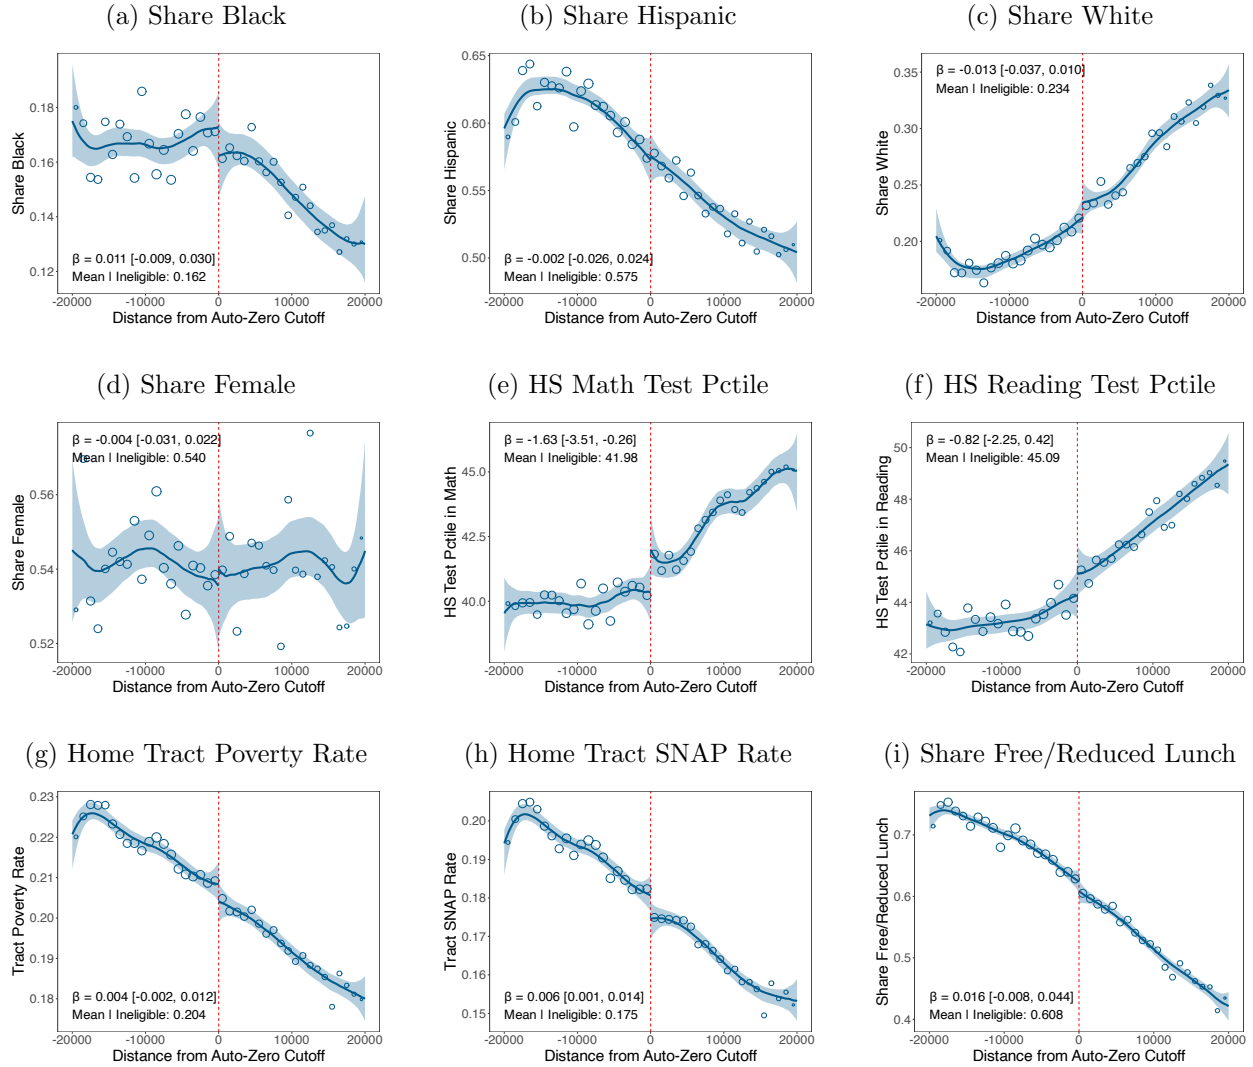 (a) Share Black
(b) Share Hispanic
(c) Share White
Share Black
0.18
0.16
0.14
0.12
β = 0.011 [-0.009, 0.030]
Mean | Ineligible: 0.162
-20000 -10000 0 10000 20000
Distance from Auto-Zero Cutoff
Share Hispanic
0.65
0.60
0.55
0.50
β = -0.002 [-0.026, 0.024]
Mean | Ineligible: 0.575
-20000 -10000 0 10000 20000
Distance from Auto-Zero Cutoff
Share White
0.35
0.30
0.25
0.20
β = -0.013 [-0.037, 0.010]
Mean | Ineligible: 0.234
-20000 -10000 0 10000 20000
Distance from Auto-Zero Cutoff
(d) Share Female
(e) HS Math Test Pctile
(f) HS Reading Test Pctile
Share Female
0.56
0.54
0.52
β = -0.004 [-0.031, 0.022]
Mean | Ineligible: 0.540
-20000 -10000 0 10000 20000
Distance from Auto-Zero Cutoff
HS Test Pctile in Math
45.0
42.5
40.0
β = -1.63 [-3.51, -0.26]
Mean | Ineligible: 41.98
-20000 -10000 0 10000 20000
Distance from Auto-Zero Cutoff
HS Test Pctile in Reading
50
48
46
44
42
β = -0.82 [-2.25, 0.42]
Mean | Ineligible: 45.09
-20000 -10000 0 10000 20000
Distance from Auto-Zero Cutoff
(g) Home Tract Poverty Rate
(h) Home Tract SNAP Rate
(i) Share Free/Reduced Lunch
Tract Poverty Rate
0.23
0.22
0.21
0.20
0.19
0.18
β = 0.004 [-0.002, 0.012]
Mean | Ineligible: 0.204
-20000 -10000 0 10000 20000
Distance from Auto-Zero Cutoff
Tract SNAP Rate
0.20
0.19
0.18
0.17
0.16
0.15
β = 0.006 [0.001, 0.014]
Mean | Ineligible: 0.175
-20000 -10000 0 10000 20000
Distance from Auto-Zero Cutoff
Share Free/Reduced Lunch
0.7
0.6
0.5
0.4
β = 0.016 [-0.008, 0.044]
Mean | Ineligible: 0.608
-20000 -10000 0 10000 20000
Distance from Auto-Zero Cutoff